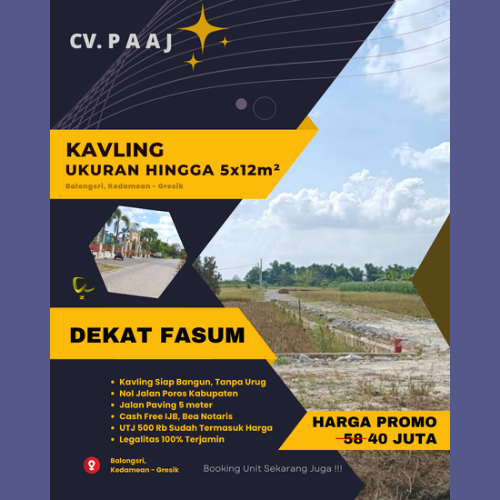 CV. P A A J
KAVLING
UKURAN HINGGA 5x12m²
Balongsri, Kedamean - Gresik
DEKAT FASUM
Kavling Siap Bangun, Tanpa Urug
Nol Jalan Poros Kabupaten
Jalan Paving 5 meter
Cash Free IJB, Bea Notaris
UTJ 500 Rb Sudah Termasuk Harga
Legalitas 100% Terjamin
HARGA PROMO
58 40 JUTA
Balongsri,
Kedamean - Gresik
Booking Unit Sekarang Juga !!!